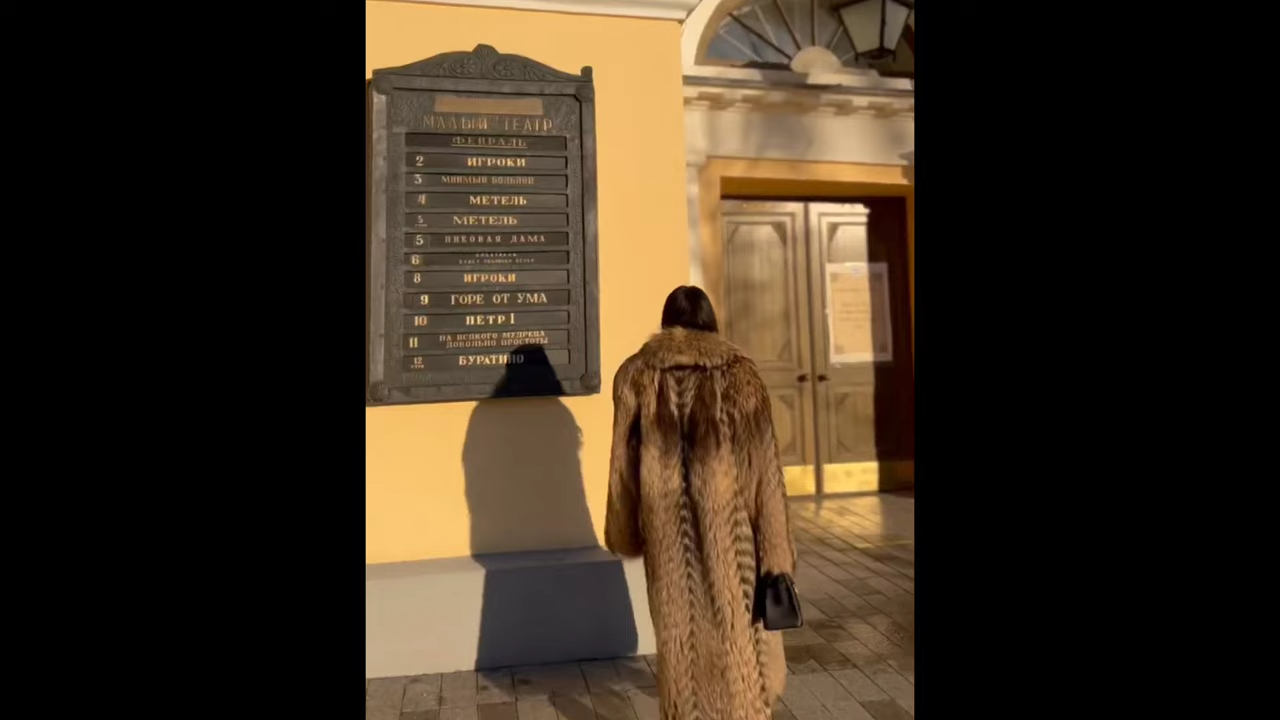 МАЛЫЙ ТЕАТР
ФЕВРАЛЬ
2 ИГРОКИ
3 МНИМЫЙ БОЛЬНОЙ
4 МЕТЕЛЬ
5 МЕТЕЛЬ
5 ПИКОВАЯ ДАМА
6
8 ИГРОКИ
9 ГОРЕ ОТ УМА
10 ПЕТР I
11 НА ВСЯКОГО МУДРЕЦА
ДОВОЛЬНО ПРОСТОТЫ
12 БУРАТИНО
УТРО